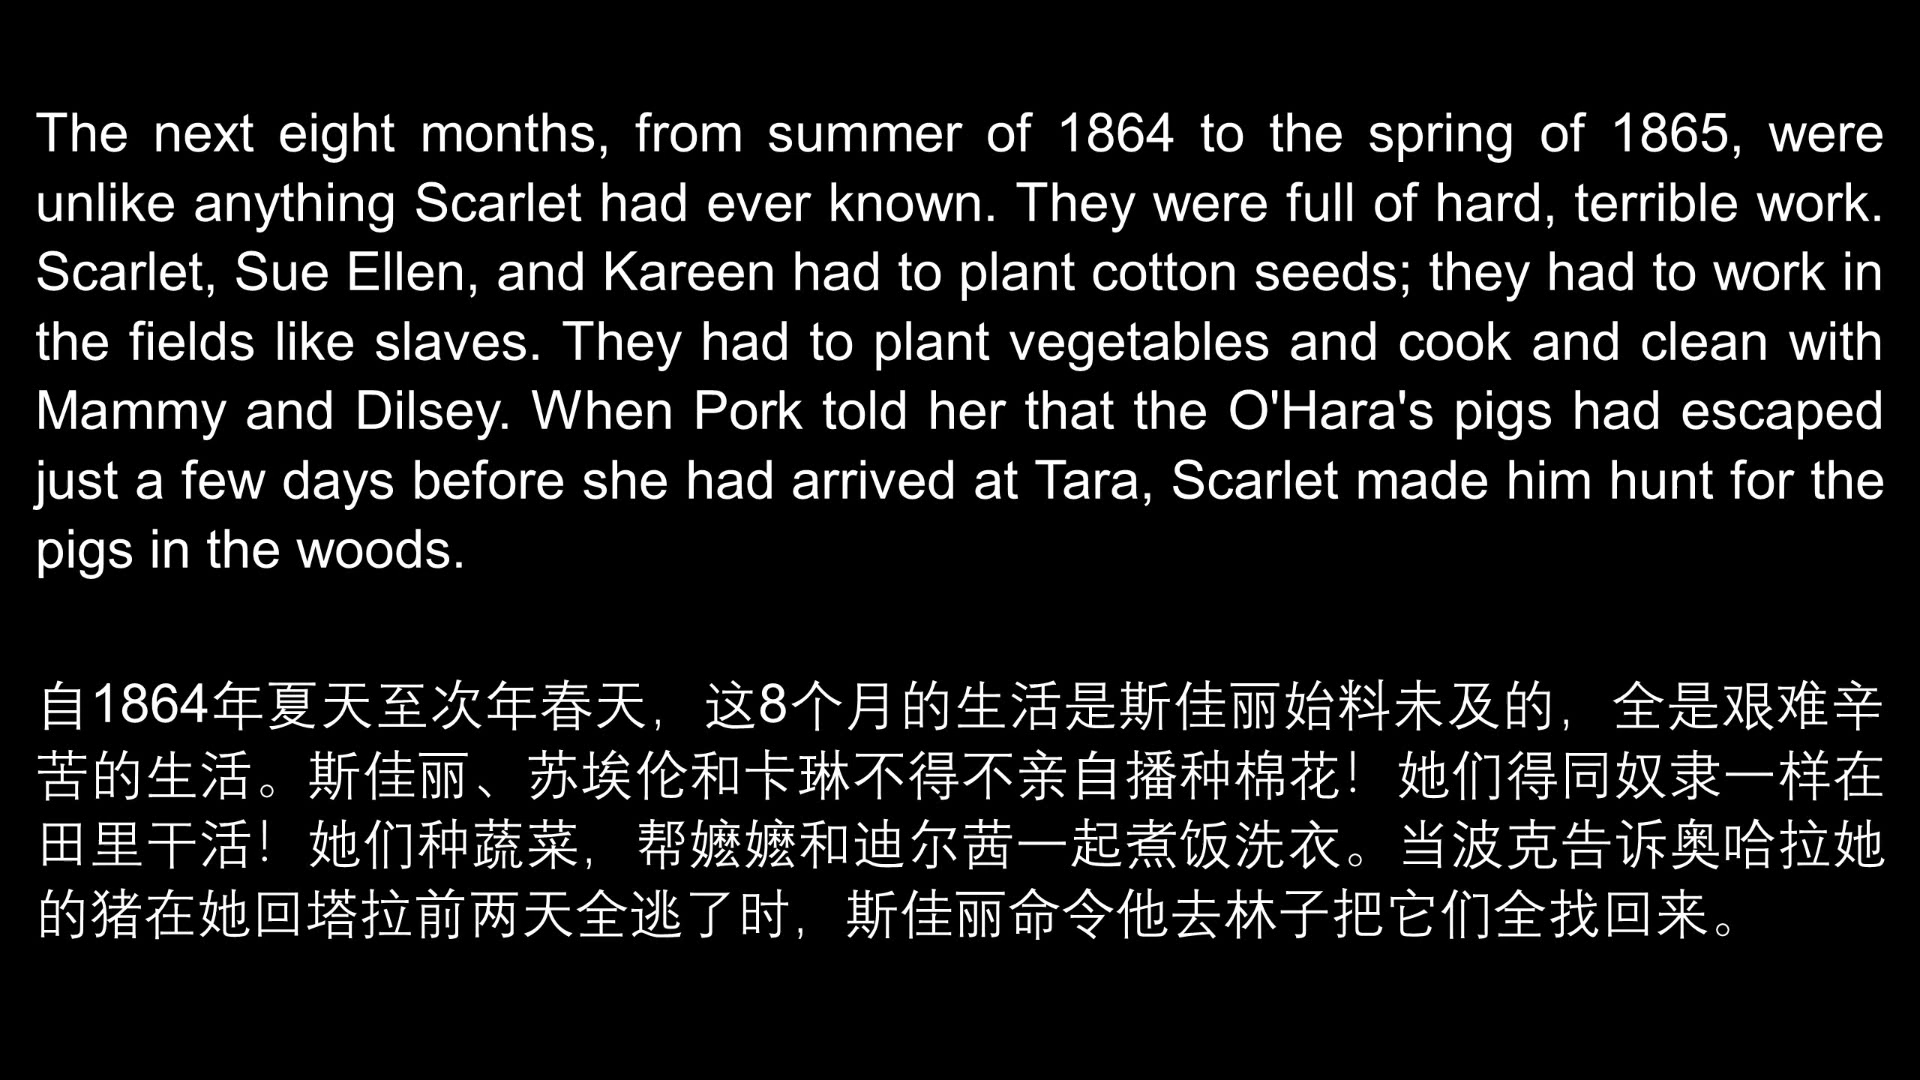 The next eight months, from summer of 1864 to the spring of 1865, were
unlike anything Scarlet had ever known. They were full of hard, terrible work.
Scarlet, Sue Ellen, and Kareen had to plant cotton seeds; they had to work in
the fields like slaves. They had to plant vegetables and cook and clean with
Mammy and Dilsey. When Pork told her that the O'Hara's pigs had escaped
just a few days before she had arrived at Tara, Scarlet made him hunt for the
pigs in the woods.
自1864年夏天至次年春天，这8个月的生活是斯佳丽始料未及的，全是艰难辛
苦的生活。斯佳丽、苏埃伦和卡琳不得不亲自播种棉花！她们得同奴隶一样在
田里干活！她们种蔬菜，帮嬷嬷和迪尔茜一起煮饭洗衣。当波克告诉奥哈拉她
的猪在她回塔拉前两天全逃了时，斯佳丽命令他去林子把它们全找回来。